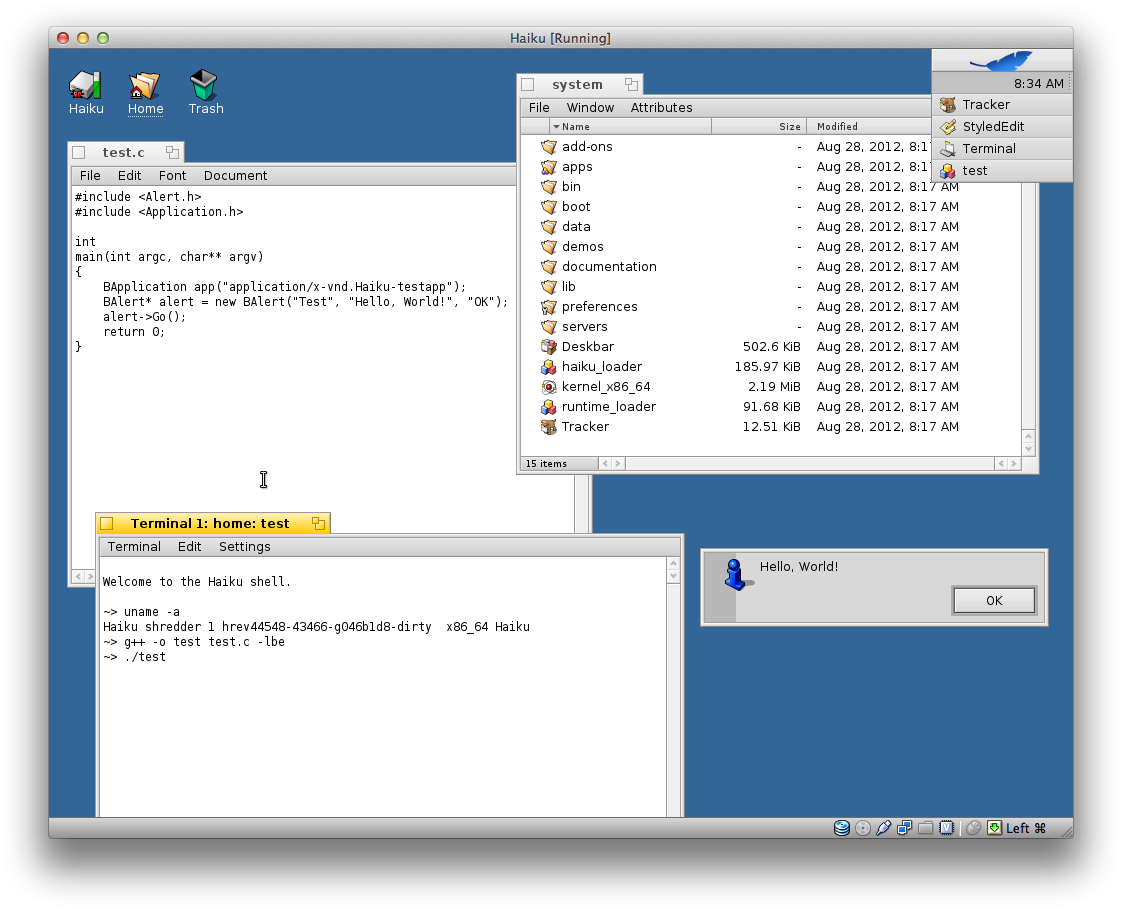 Haiku [Running]
8:34 AM
Tracker
StyledEdit
Terminal
test
Haiku
Home
Trash
system
File Window Attributes
Name Size Modified
add-ons - Aug 28, 2012, 8:1
apps - Aug 28, 2012, 8:1
bin - Aug 28, 2012, 8:17 AM
boot - Aug 28, 2012, 8:17 AM
data - Aug 28, 2012, 8:17 AM
demos - Aug 28, 2012, 8:17 AM
documentation - Aug 28, 2012, 8:17 AM
lib - Aug 28, 2012, 8:17 AM
preferences - Aug 28, 2012, 8:17 AM
servers - Aug 28, 2012, 8:17 AM
Deskbar 502.6 KiB Aug 28, 2012, 8:17 AM
haiku_loader 185.97 KiB Aug 28, 2012, 8:17 AM
kernel_x86_64 2.19 MiB Aug 28, 2012, 8:17 AM
runtime_loader 91.68 KiB Aug 28, 2012, 8:17 AM
Tracker 12.51 KiB Aug 28, 2012, 8:17 AM
15 items
test.c
File Edit Font Document
#include <Alert.h>
#include <Application.h>
int
main(int argc, char** argv)
{
BApplication app("application/x-vnd.Haiku-testapp");
BAlert* alert = new BAlert("Test", "Hello, World!", "OK");
alert->Go();
return 0;
}
Terminal 1: home: test
Terminal Edit Settings
Welcome to the Haiku shell.
~> uname -a
Haiku shredder 1 hrev44548-43466-g046b1d8-dirty  x86_64 Haiku
~> g++ -o test test.c -lbe
~> ./test
Hello, World!
OK
Left ⌘